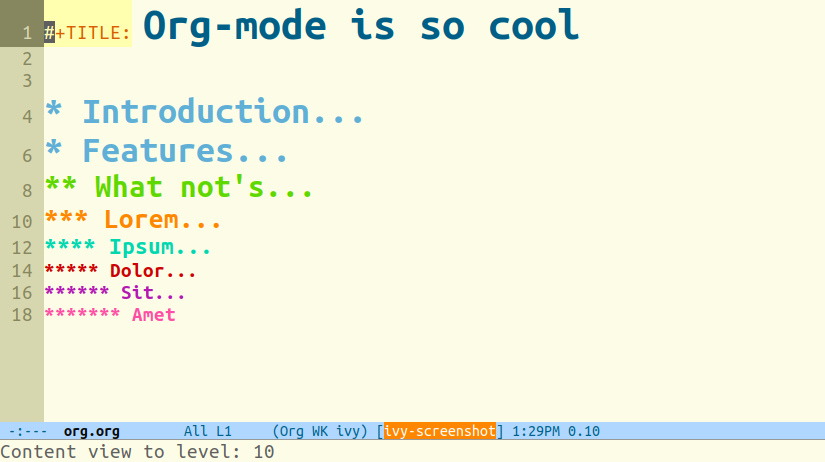 1 #+TITLE: Org-mode is so cool
2
3
4 * Introduction...
6 * Features...
8 ** What not's...
10 *** Lorem...
12 **** Ipsum...
14 ***** Dolor...
16 ****** Sit...
18 ******* Amet
-:--- org.org All L1 (Org WK ivy) [ivy-screenshot] 1:29PM 0.10
Content view to level: 10